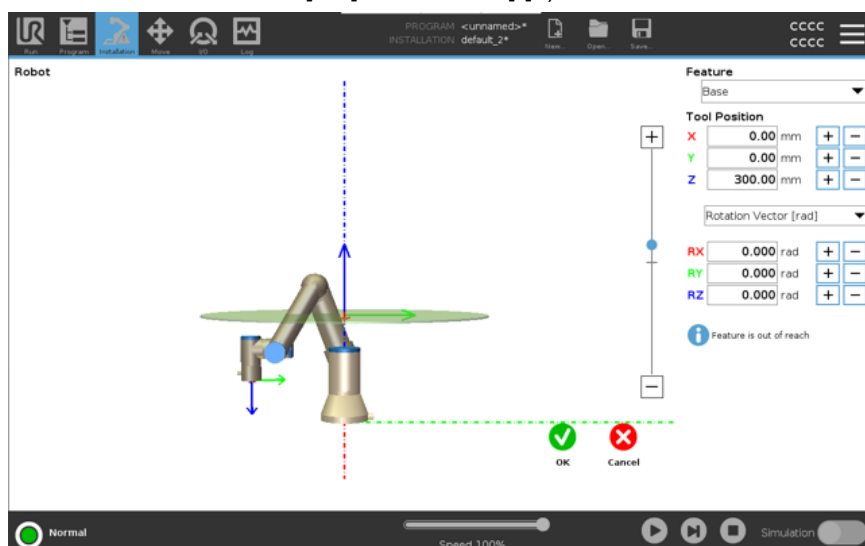 PROGRAM <unnamed>*
INSTALLATION default_2*
cccc
cccc
Run
Program
Installation
Move
I/O
Log
New...
Open...
Save...
Robot
Feature
Base
Tool Position
X 0.00 mm + −
Y 0.00 mm + −
Z 300.00 mm + −
Rotation Vector [rad]
RX 0.000 rad + −
RY 0.000 rad + −
RZ 0.000 rad + −
Feature is out of reach
OK
Cancel
Normal
Speed 100%
Simulation